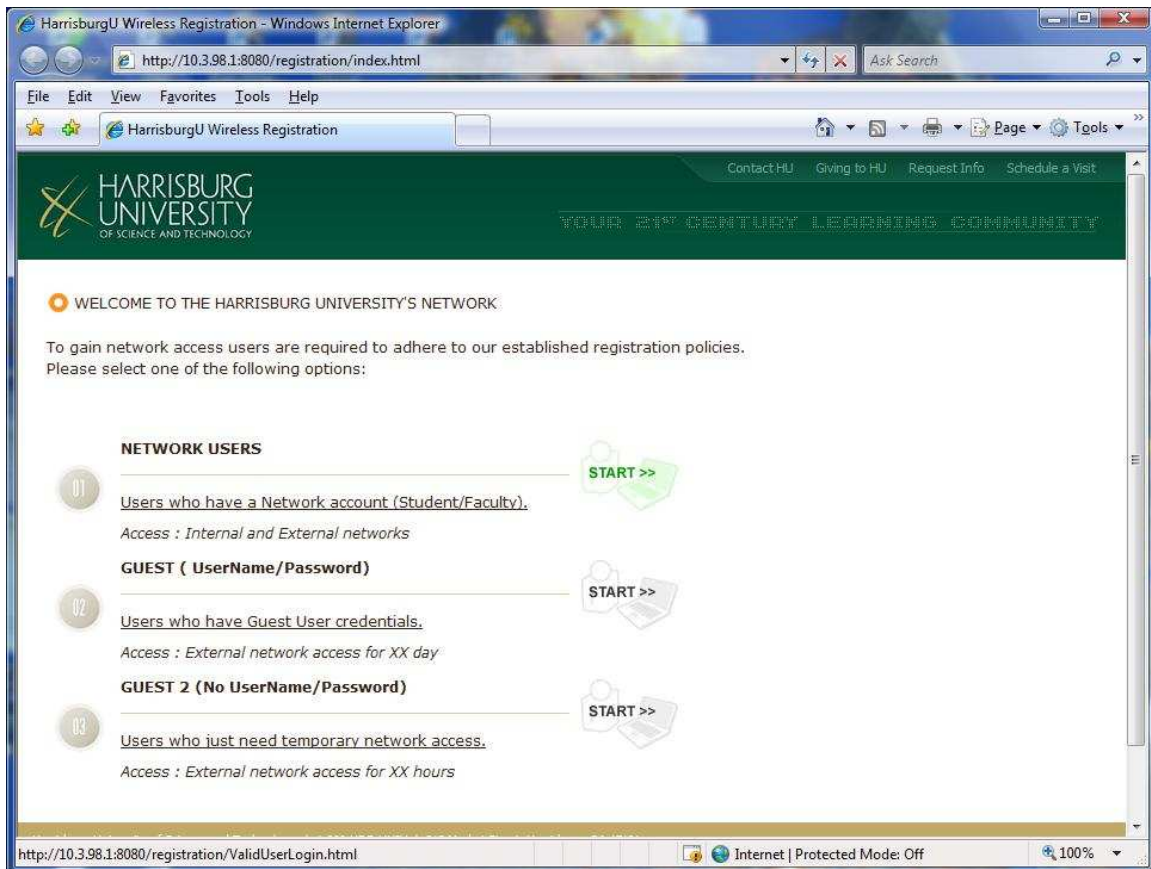 HarrisburgU Wireless Registration - Windows Internet Explorer
http://10.3.98.1:8080/registration/index.html
Ask Search
File Edit View Favorites Tools Help
HarrisburgU Wireless Registration
Page Tools
Contact HU Giving to HU Request Info Schedule a Visit
HARRISBURG
UNIVERSITY
OF SCIENCE AND TECHNOLOGY
YOUR 21ST CENTURY LEARNING COMMUNITY
WELCOME TO THE HARRISBURG UNIVERSITY'S NETWORK
To gain network access users are required to adhere to our established registration policies.
Please select one of the following options:
NETWORK USERS
START >>
01
Users who have a Network account (Student/Faculty).
Access : Internal and External networks
GUEST ( UserName/Password)
START >>
02
Users who have Guest User credentials.
Access : External network access for XX day
GUEST 2 (No UserName/Password)
START >>
03
Users who just need temporary network access.
Access : External network access for XX hours
http://10.3.98.1:8080/registration/ValidUserLogin.html
Internet | Protected Mode: Off
100%